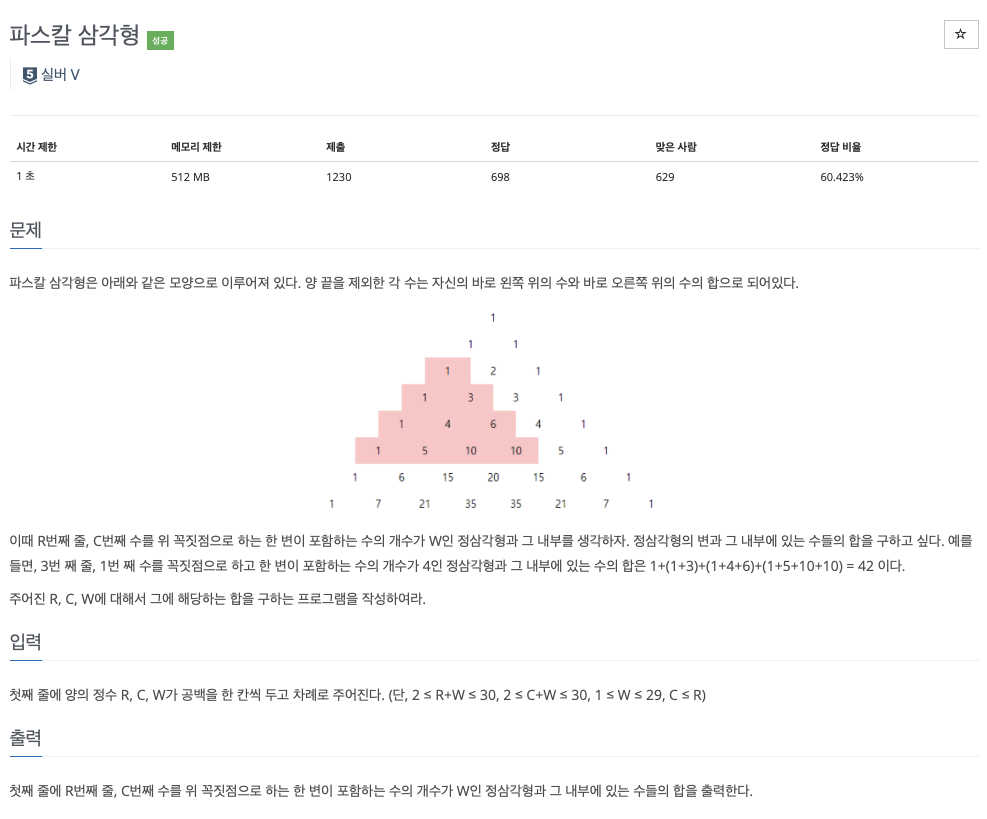 파스칼 삼각형 성공
☆
5 실버 V
시간 제한 메모리 제한 제출 정답 맞은 사람 정답 비율
1 초 512 MB 1230 698 629 60.423%
문제
파스칼 삼각형은 아래와 같은 모양으로 이루어져 있다. 양 끝을 제외한 각 수는 자신의 바로 왼쪽 위의 수와 바로 오른쪽 위의 수의 합으로 되어있다.
1
1 1
1 2 1
1 3 3 1
1 4 6 4 1
1 5 10 10 5 1
1 6 15 20 15 6 1
1 7 21 35 35 21 7 1
이때 R번째 줄, C번째 수를 위 꼭짓점으로 하는 한 변이 포함하는 수의 개수가 W인 정삼각형과 그 내부를 생각하자. 정삼각형의 변과 그 내부에 있는 수들의 합을 구하고 싶다. 예를
들면, 3번 째 줄, 1번 째 수를 꼭짓점으로 하고 한 변이 포함하는 수의 개수가 4인 정삼각형과 그 내부에 있는 수의 합은 1+(1+3)+(1+4+6)+(1+5+10+10) = 42 이다.
주어진 R, C, W에 대해서 그에 해당하는 합을 구하는 프로그램을 작성하여라.
입력
첫째 줄에 양의 정수 R, C, W가 공백을 한 칸씩 두고 차례로 주어진다. (단, 2 ≤ R+W ≤ 30, 2 ≤ C+W ≤ 30, 1 ≤ W ≤ 29, C ≤ R)
출력
첫째 줄에 R번째 줄, C번째 수를 위 꼭짓점으로 하는 한 변이 포함하는 수의 개수가 W인 정삼각형과 그 내부에 있는 수들의 합을 출력한다.